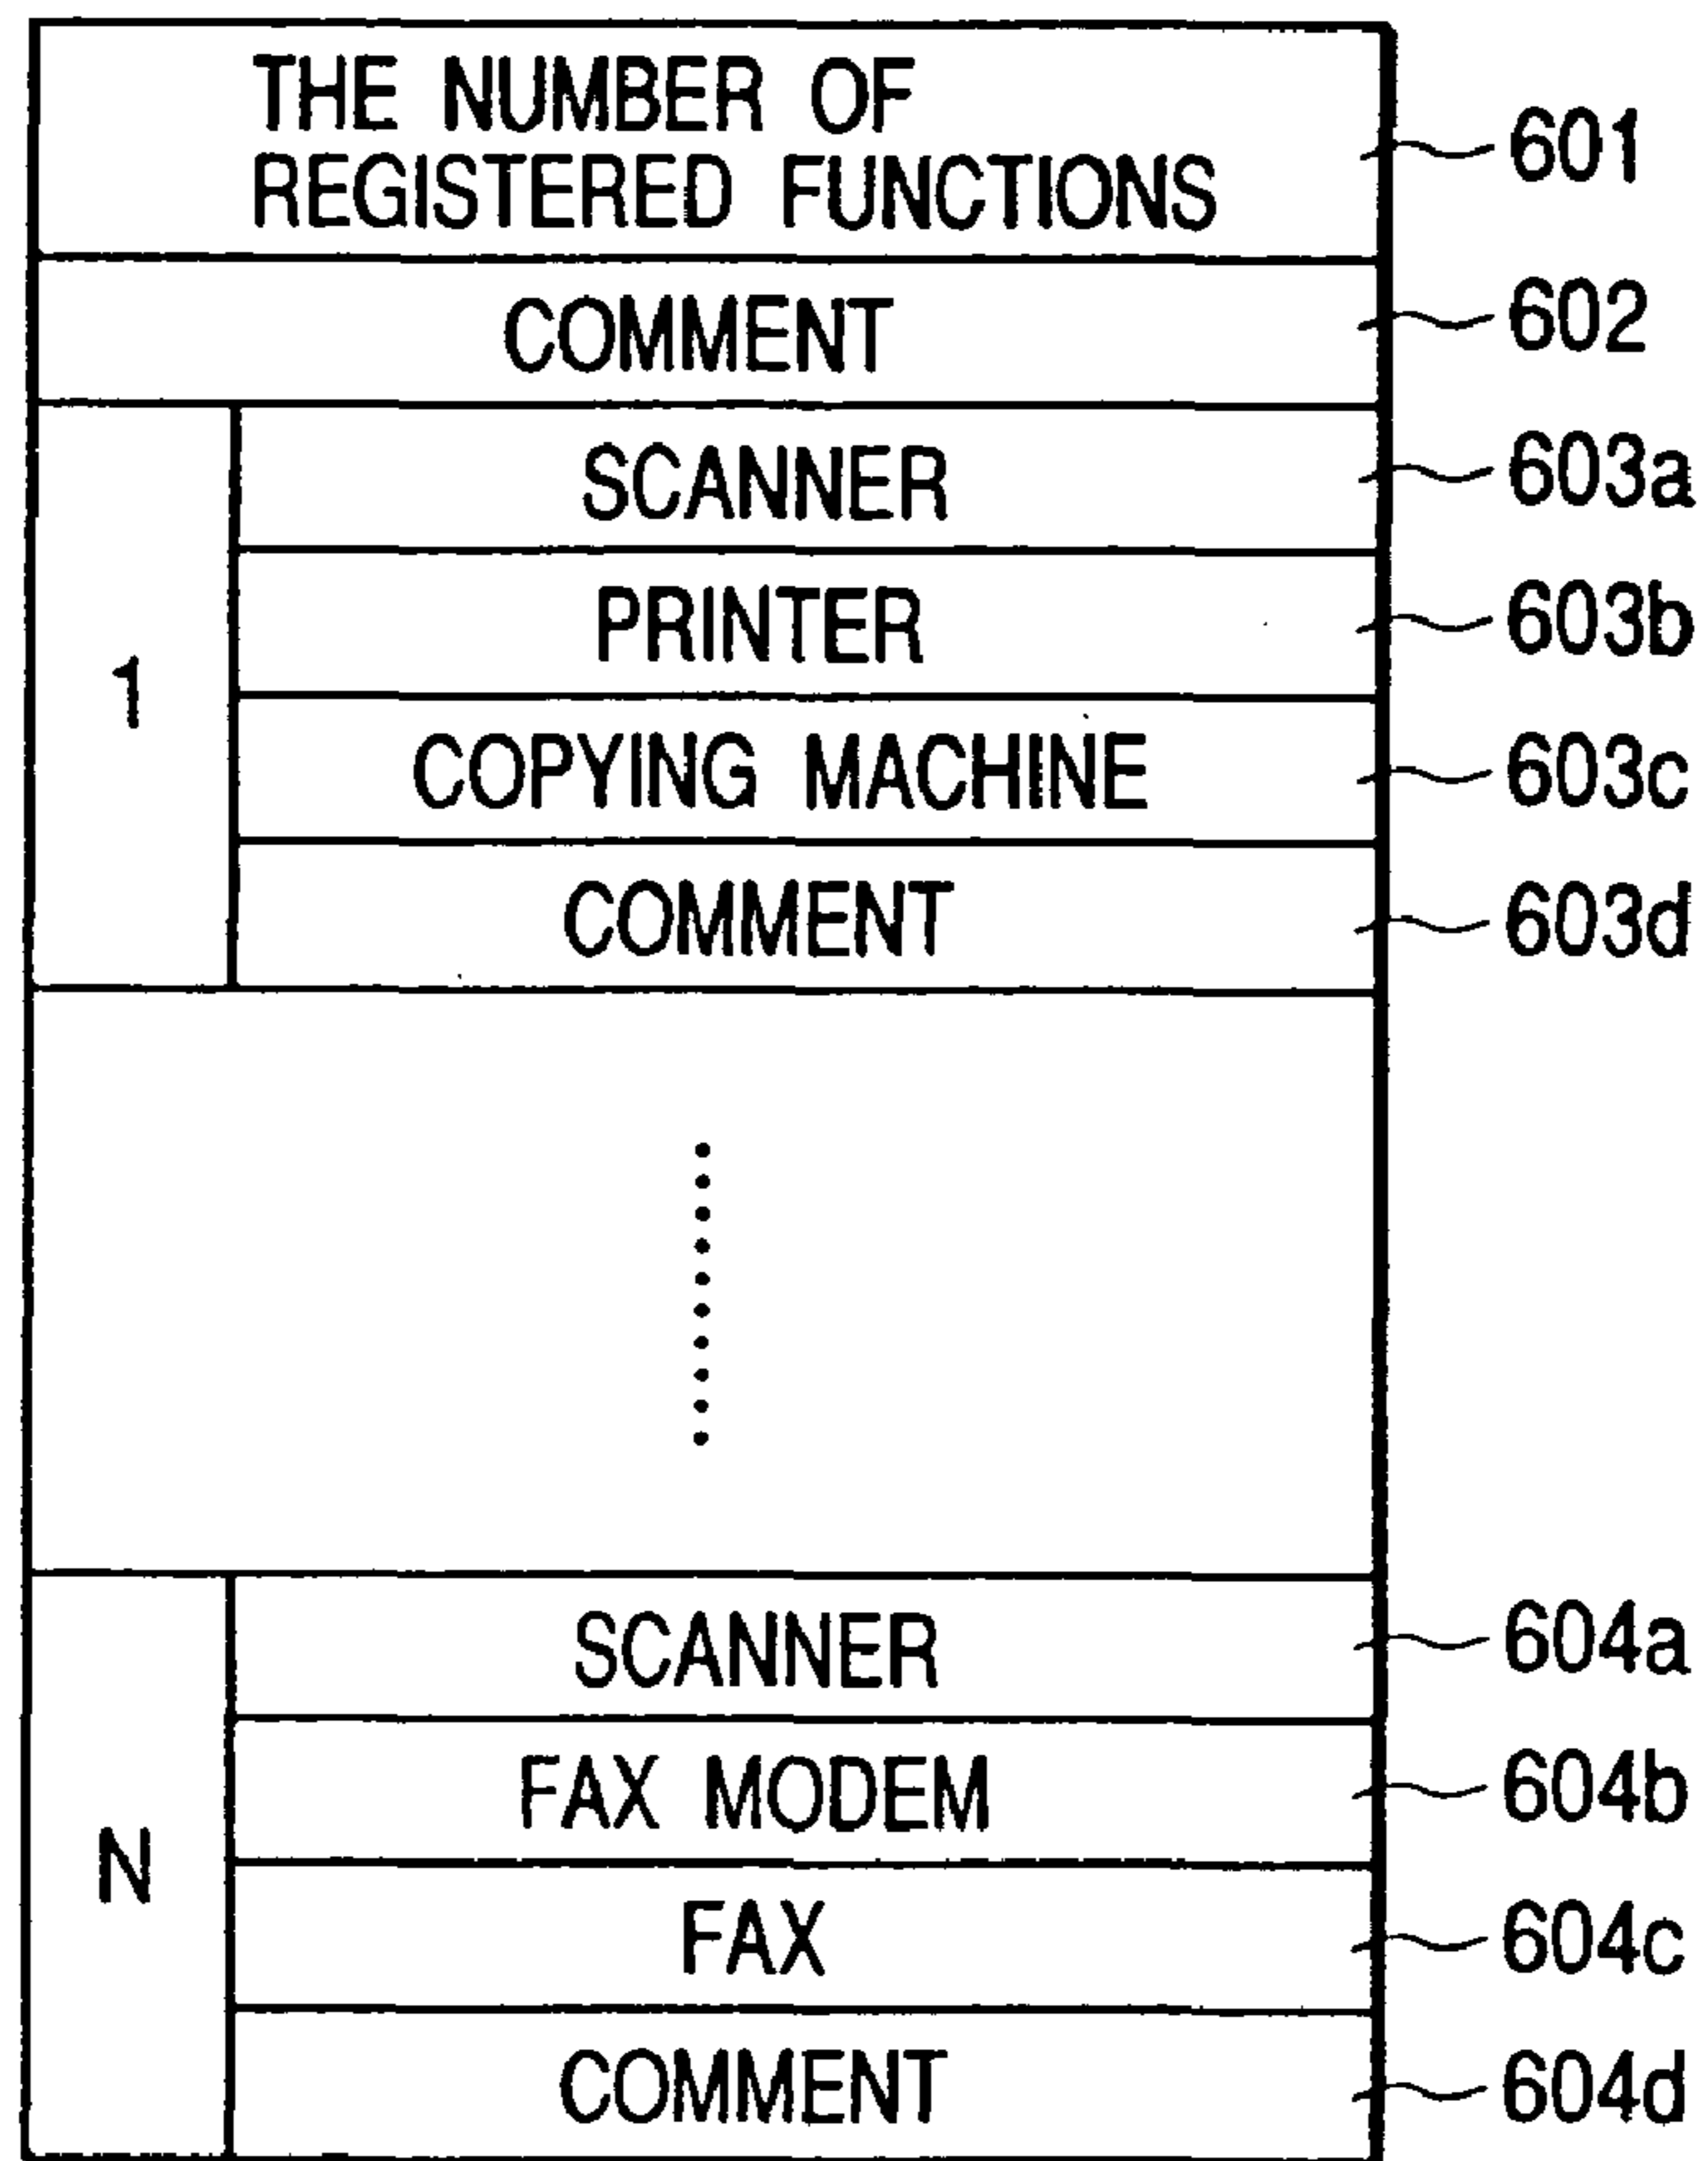 THE NUMBER OF
REGISTERED FUNCTIONS
601
COMMENT
602
1
SCANNER
603a
PRINTER
603b
COPYING MACHINE
603c
COMMENT
603d
N
SCANNER
604a
FAX MODEM
604b
FAX
604c
COMMENT
604d